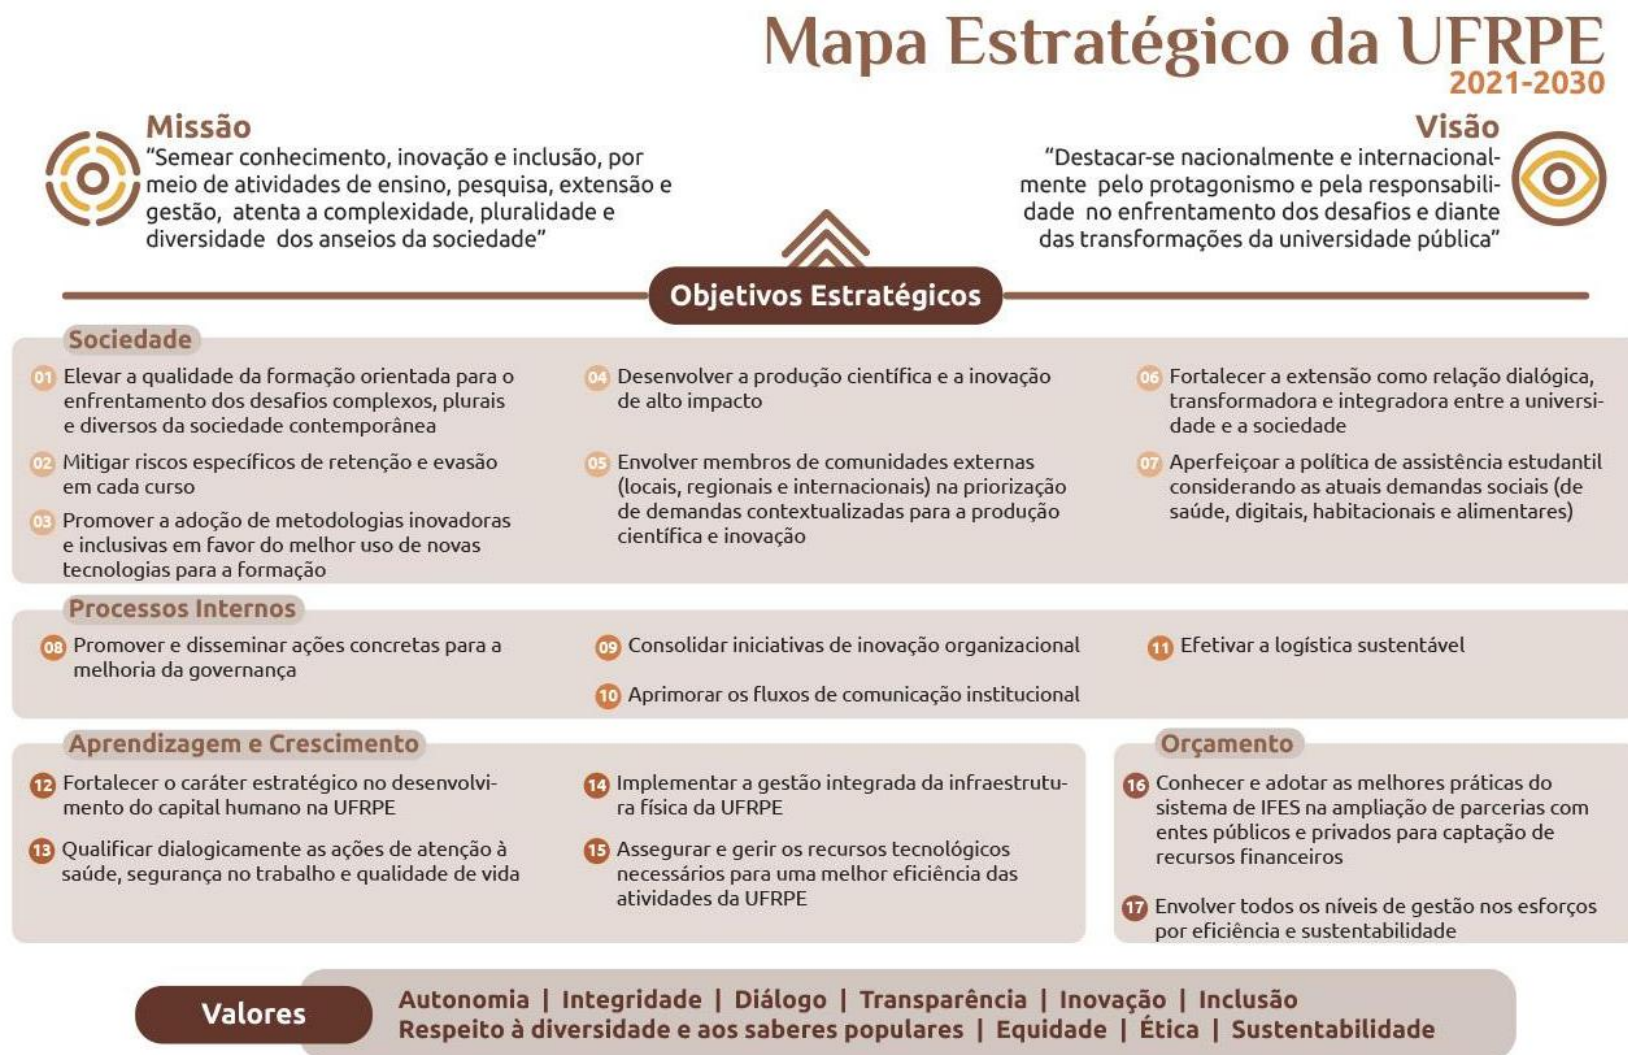 Mapa Estratégico da UFRPE
2021-2030
Missão
“Semear conhecimento, inovação e inclusão, por
meio de atividades de ensino, pesquisa, extensão e
gestão, atenta a complexidade, pluralidade e
diversidade dos anseios da sociedade”
Visão
“Destacar-se nacionalmente e internacional-
mente pelo protagonismo e pela responsabili-
dade no enfrentamento dos desafios e diante
das transformações da universidade pública”
Objetivos Estratégicos
Sociedade
01 Elevar a qualidade da formação orientada para o
enfrentamento dos desafios complexos, plurais
e diversos da sociedade contemporânea
02 Mitigar riscos específicos de retenção e evasão
em cada curso
03 Promover a adoção de metodologias inovadoras
e inclusivas em favor do melhor uso de novas
tecnologias para a formação
04 Desenvolver a produção científica e a inovação
de alto impacto
05 Envolver membros de comunidades externas
(locais, regionais e internacionais) na priorização
de demandas contextualizadas para a produção
científica e inovação
06 Fortalecer a extensão como relação dialógica,
transformadora e integradora entre a universi-
dade e a sociedade
07 Aperfeiçoar a política de assistência estudantil
considerando as atuais demandas sociais (de
saúde, digitais, habitacionais e alimentares)
Processos Internos
08 Promover e disseminar ações concretas para a
melhoria da governança
09 Consolidar iniciativas de inovação organizacional
10 Aprimorar os fluxos de comunicação institucional
11 Efetivar a logística sustentável
Aprendizagem e Crescimento
12 Fortalecer o caráter estratégico no desenvolvi-
mento do capital humano na UFRPE
13 Qualificar dialogicamente as ações de atenção à
saúde, segurança no trabalho e qualidade de vida
14 Implementar a gestão integrada da infraestrutu-
ra física da UFRPE
15 Assegurar e gerir os recursos tecnológicos
necessários para uma melhor eficiência das
atividades da UFRPE
Orçamento
16 Conhecer e adotar as melhores práticas do
sistema de IFES na ampliação de parcerias com
entes públicos e privados para captação de
recursos financeiros
17 Envolver todos os níveis de gestão nos esforços
por eficiência e sustentabilidade
Valores
Autonomia | Integridade | Diálogo | Transparência | Inovação | Inclusão
Respeito à diversidade e aos saberes populares | Equidade | Ética | Sustentabilidade